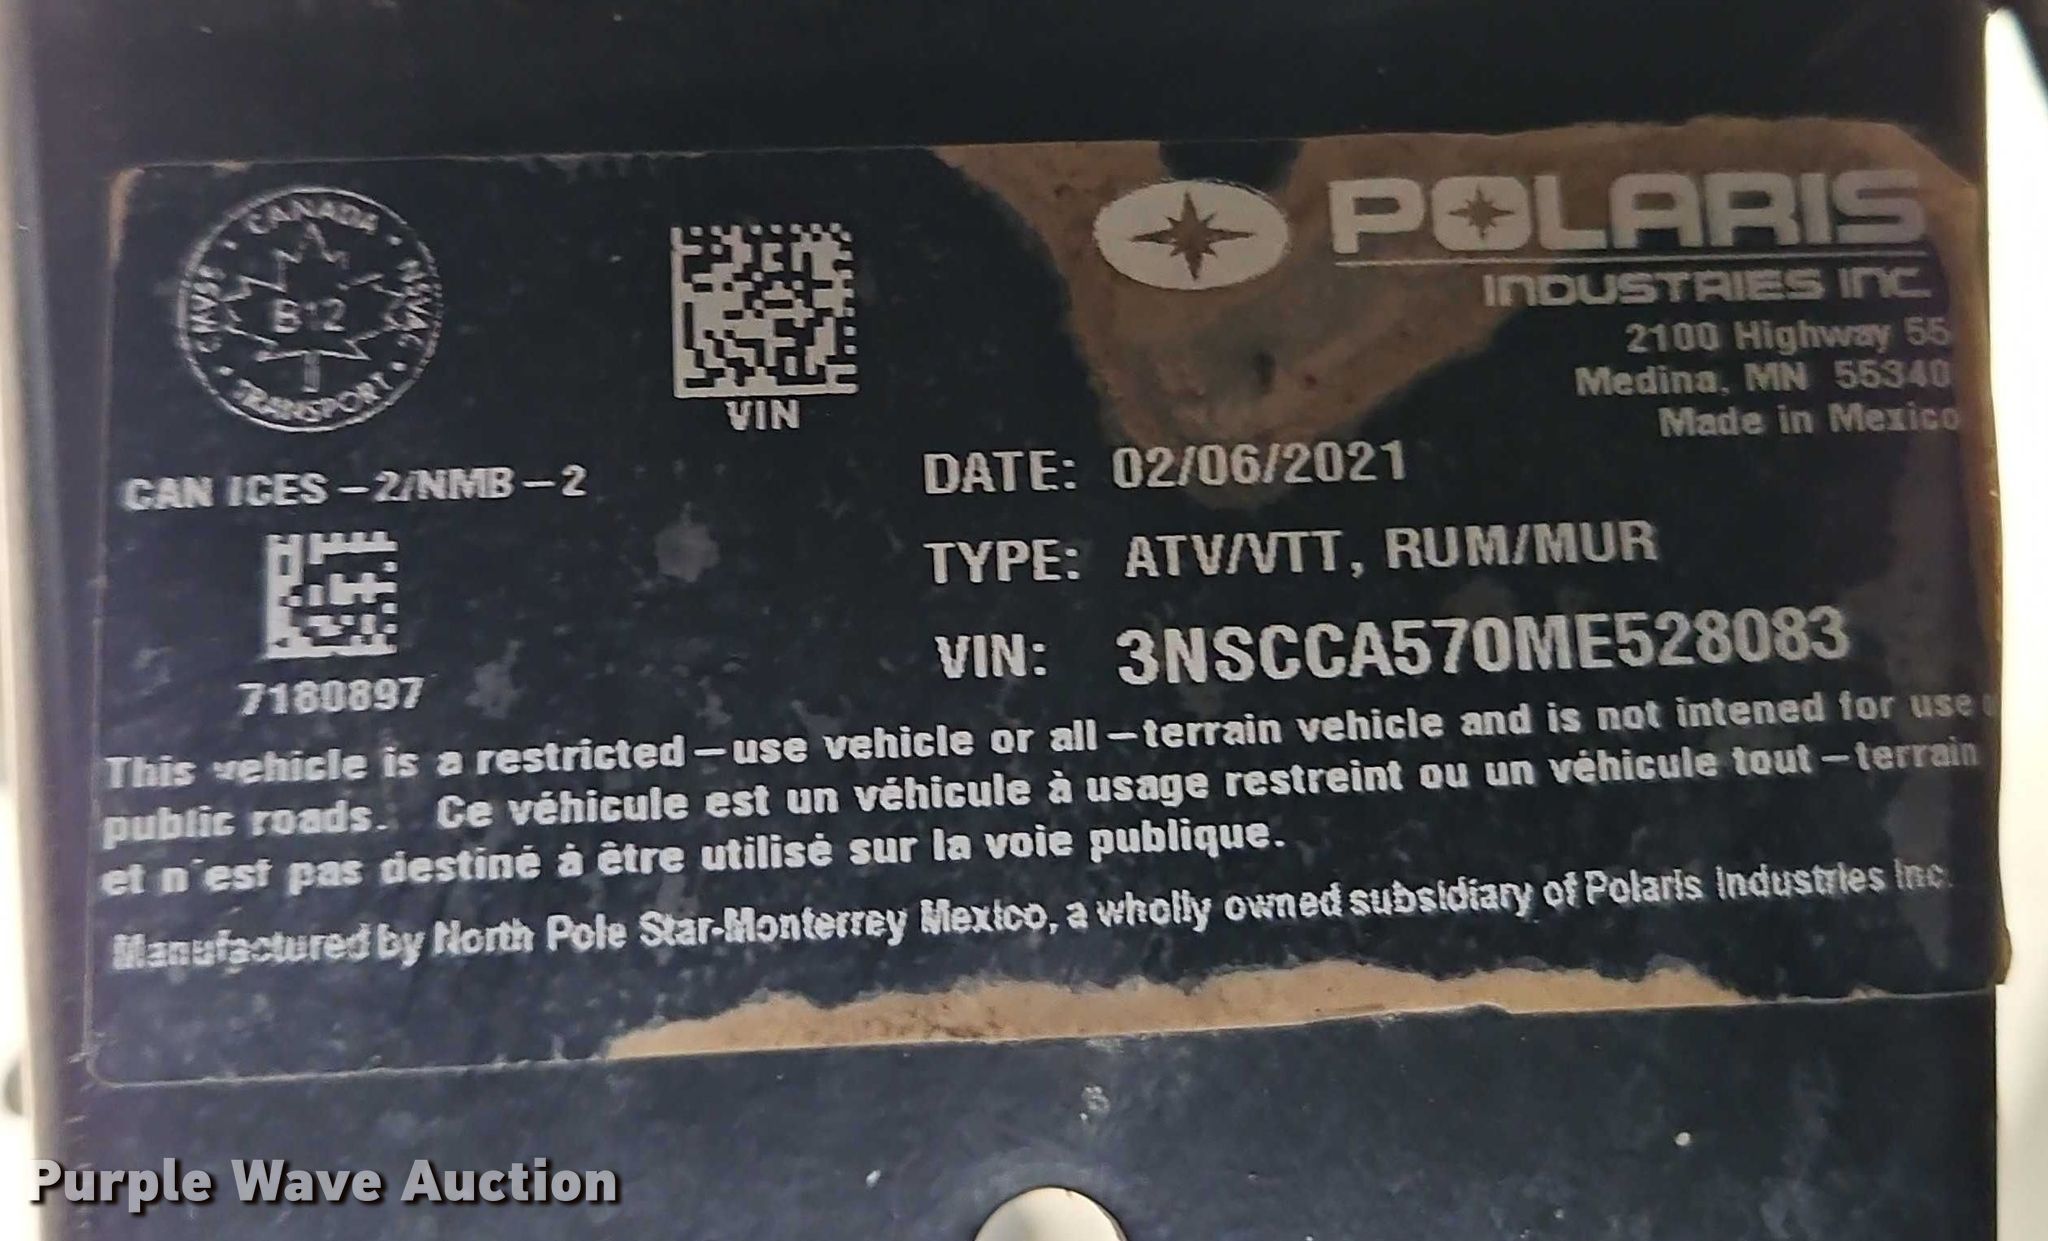 CANADA
CMVSS · NSVAC
B12
TRANSPORT
VIN
POLARIS
INDUSTRIES INC.
2100 Highway 55
Medina, MN 55340
Made in Mexico
CAN ICES-2/NMB-2
7180897
DATE: 02/06/2021
TYPE: ATV/VTT, RUM/MUR
VIN: 3NSCCA570ME528083
This vehicle is a restricted-use vehicle or all-terrain vehicle and is not intened for use
public roads. Ce véhicule est un véhicule à usage restreint ou un véhicule tout-terrain
et n'est pas destiné à être utilisé sur la voie publique.
Manufactured by North Pole Star-Monterrey Mexico, a wholly owned subsidiary of Polaris Industries Inc.
Purple Wave Auction